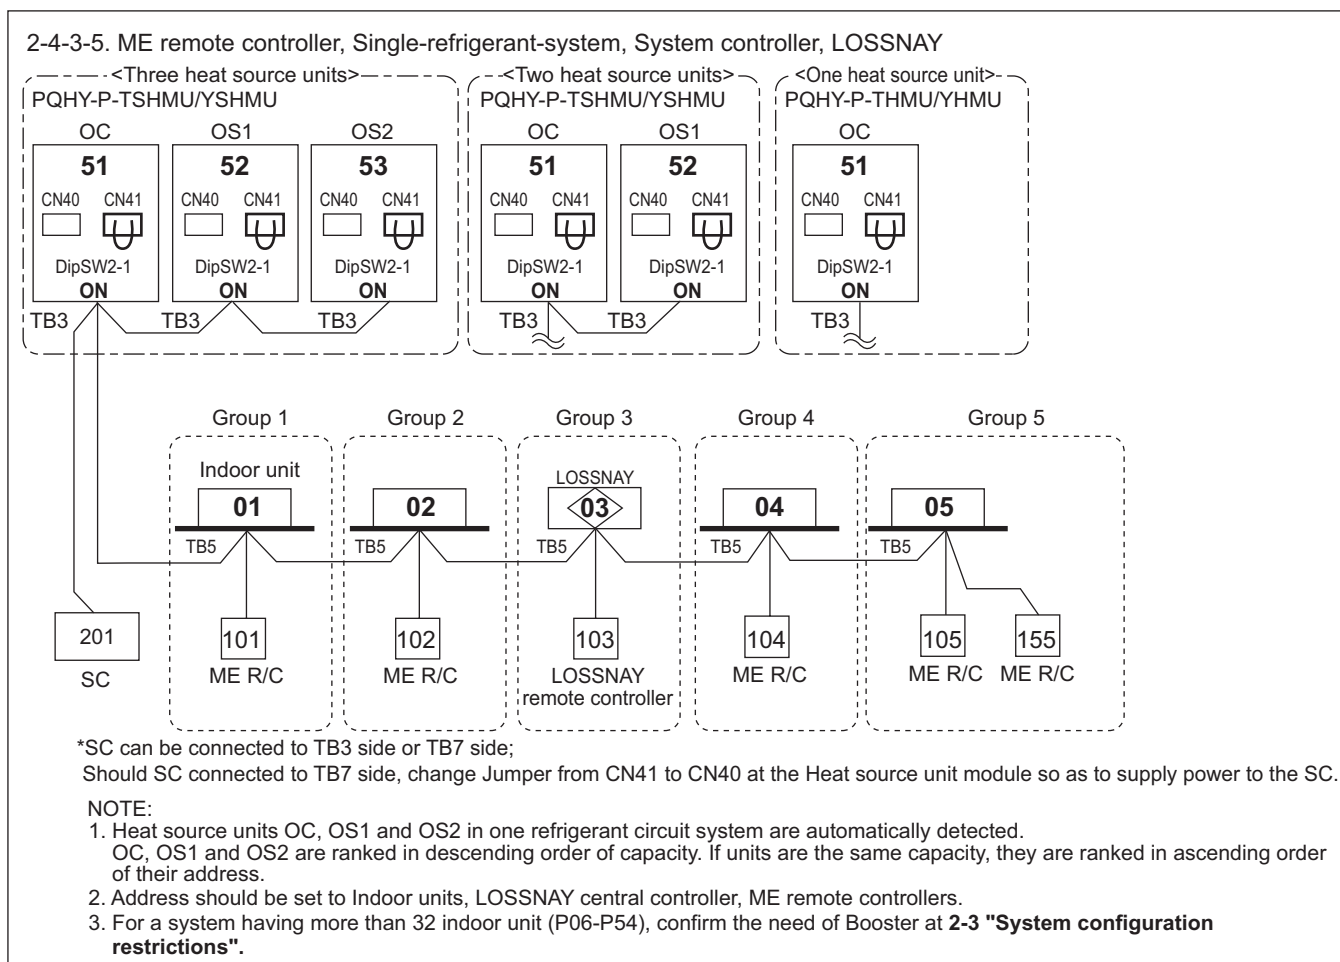 2-4-3-5. ME remote controller, Single-refrigerant-system, System controller, LOSSNAY
<Three heat source units>
PQHY-P-TSHMU/YSHMU
OC OS1 OS2
51 52 53
CN40 CN41 CN40 CN41 CN40 CN41
DipSW2-1 DipSW2-1 DipSW2-1
ON ON ON
TB3 TB3 TB3
<Two heat source units>
PQHY-P-TSHMU/YSHMU
OC OS1
51 52
CN40 CN41 CN40 CN41
DipSW2-1 DipSW2-1
ON ON
TB3 TB3
<One heat source unit>
PQHY-P-THMU/YHMU
OC
51
CN40 CN41
DipSW2-1
ON
TB3
Group 1 Group 2 Group 3 Group 4 Group 5
Indoor unit LOSSNAY
01 02 03 04 05
TB5 TB5 TB5 TB5 TB5
201 101 102 103 104 105 155
SC ME R/C ME R/C LOSSNAY ME R/C ME R/C ME R/C
remote controller
*SC can be connected to TB3 side or TB7 side;
Should SC connected to TB7 side, change Jumper from CN41 to CN40 at the Heat source unit module so as to supply power to the SC.
NOTE:
1. Heat source units OC, OS1 and OS2 in one refrigerant circuit system are automatically detected.
OC, OS1 and OS2 are ranked in descending order of capacity. If units are the same capacity, they are ranked in ascending order
of their address.
2. Address should be set to Indoor units, LOSSNAY central controller, ME remote controllers.
3. For a system having more than 32 indoor unit (P06-P54), confirm the need of Booster at 2-3 "System configuration
restrictions".